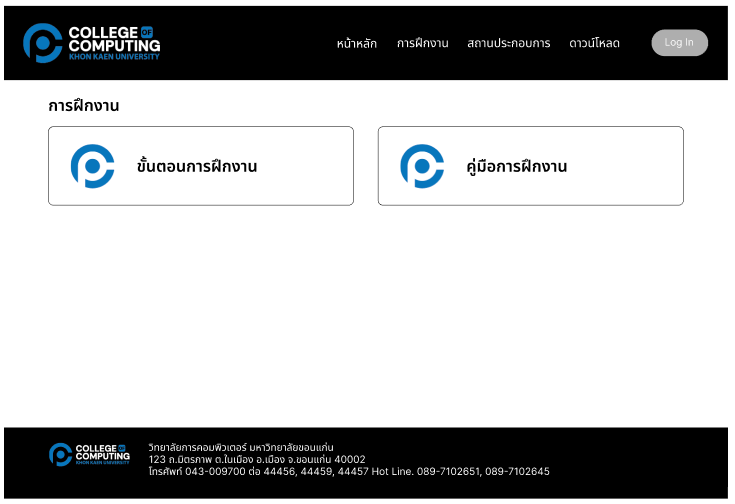 COLLEGE OF
COMPUTING
KHON KAEN UNIVERSITY
หน้าหลัก การฝึกงาน สถานประกอบการ ดาวน์โหลด Log In
การฝึกงาน
ขั้นตอนการฝึกงาน
คู่มือการฝึกงาน
COLLEGE OF
COMPUTING
KHON KAEN UNIVERSITY
วิทยาลัยการคอมพิวเตอร์ มหาวิทยาลัยขอนแก่น
123 ถ.มิตรภาพ ต.ในเมือง อ.เมือง จ.ขอนแก่น 40002
โทรศัพท์ 043-009700 ต่อ 44456, 44459, 44457 Hot Line. 089-7102651, 089-7102645